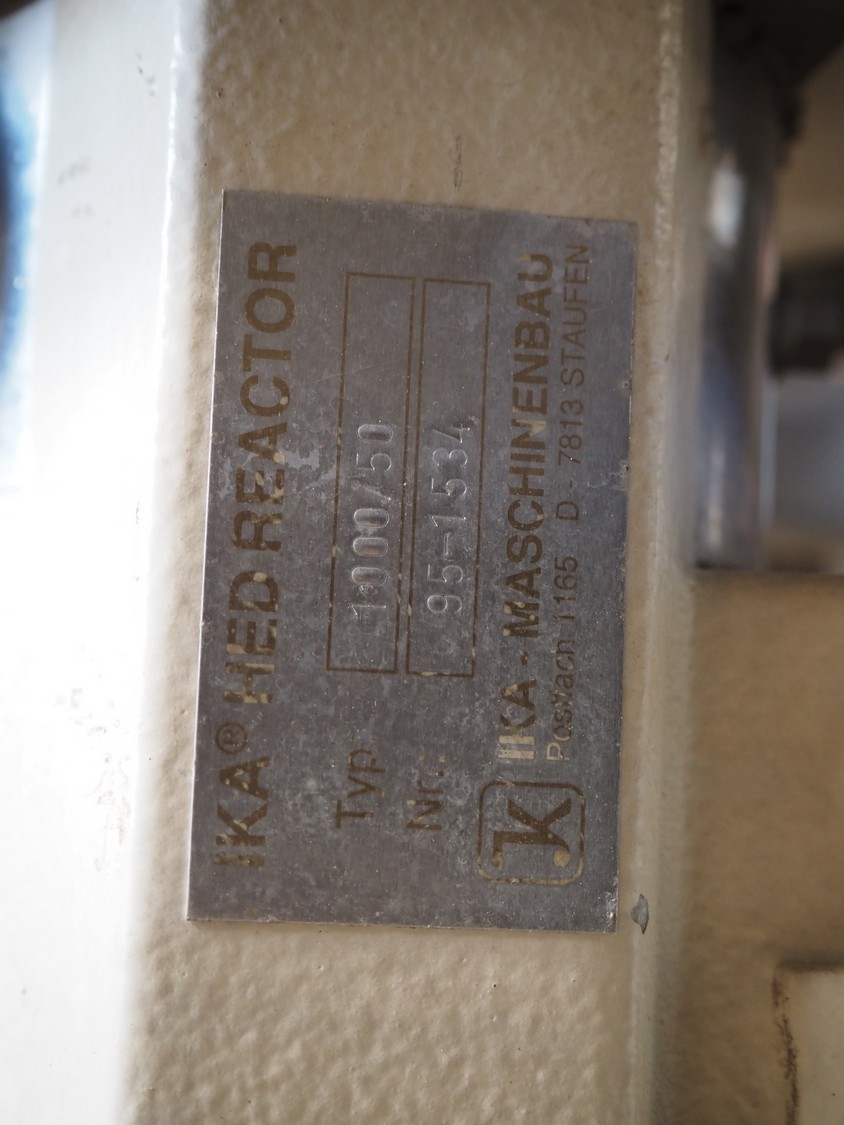 IKA® HED REACTOR
Typ 1000/50
Nr.: 95-1534
IKA - MASCHINENBAU
Postfach 1165 D - 7813 STAUFEN